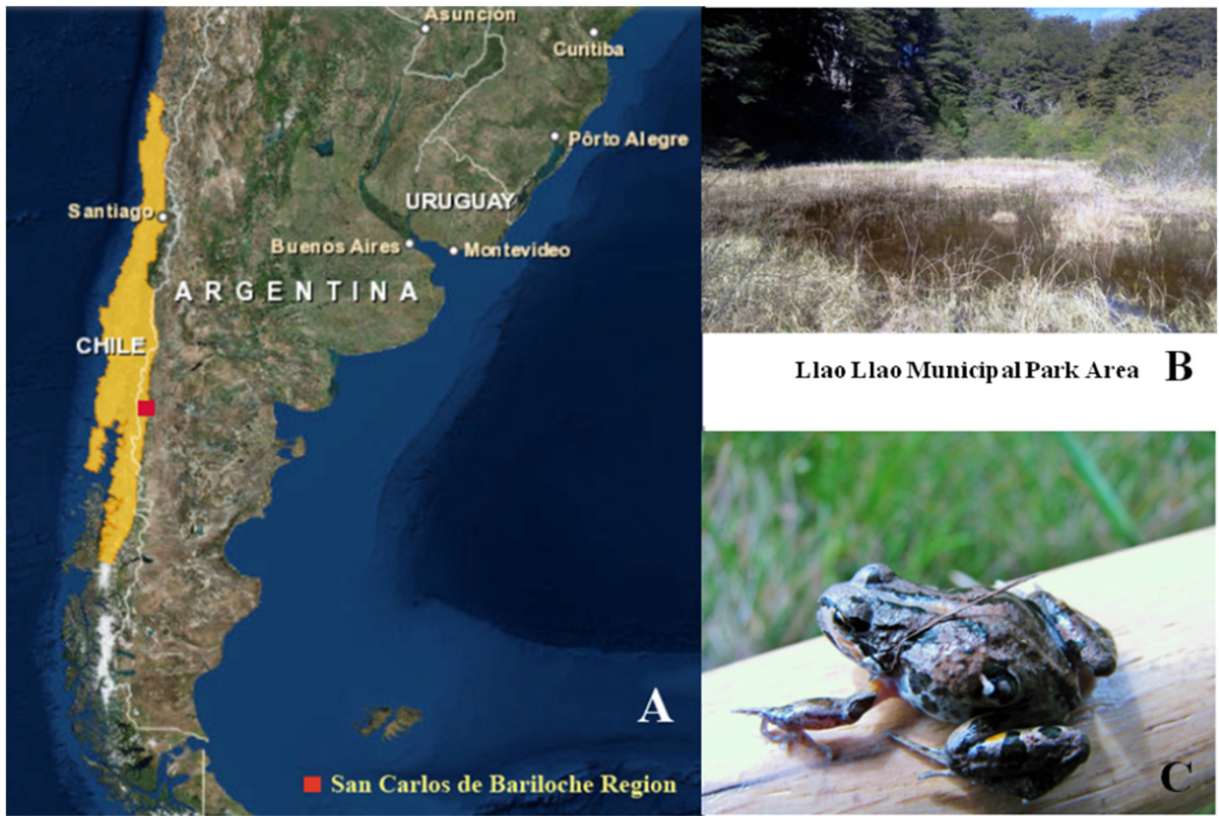 Asunción
Curitiba
Pôrto Alegre
Santiago
URUGUAY
Buenos Aires
Montevideo
ARGENTINA
CHILE
A
San Carlos de Bariloche Region
Llao Llao Municipal Park Area B
C